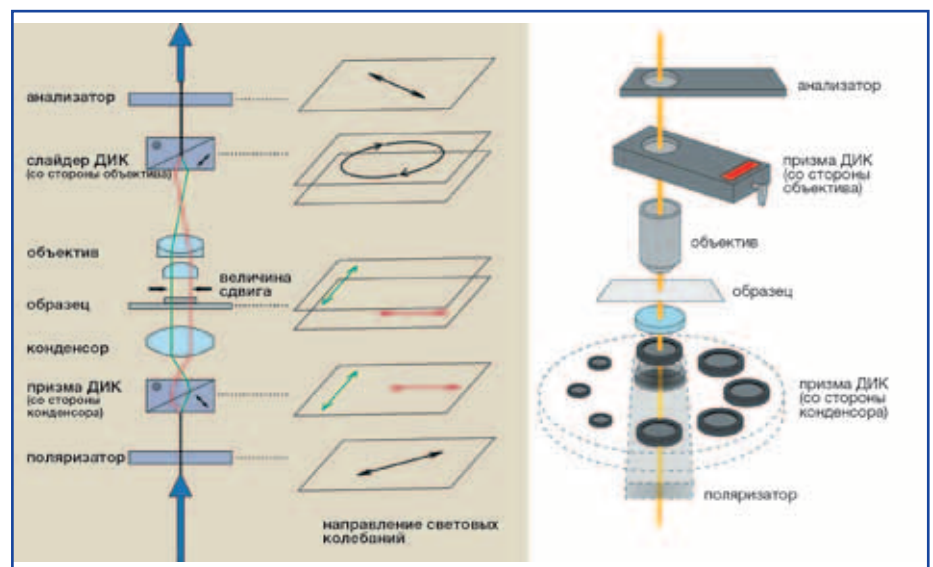 анализатор
слайдер ДИК
(со стороны объектива)
объектив
величина
сдвига
образец
конденсор
призма ДИК
(со стороны
конденсора)
поляризатор
направление световых
колебаний
анализатор
призма ДИК
(со стороны
объектива)
объектив
образец
призма ДИК
(со стороны
конденсора)
поляризатор